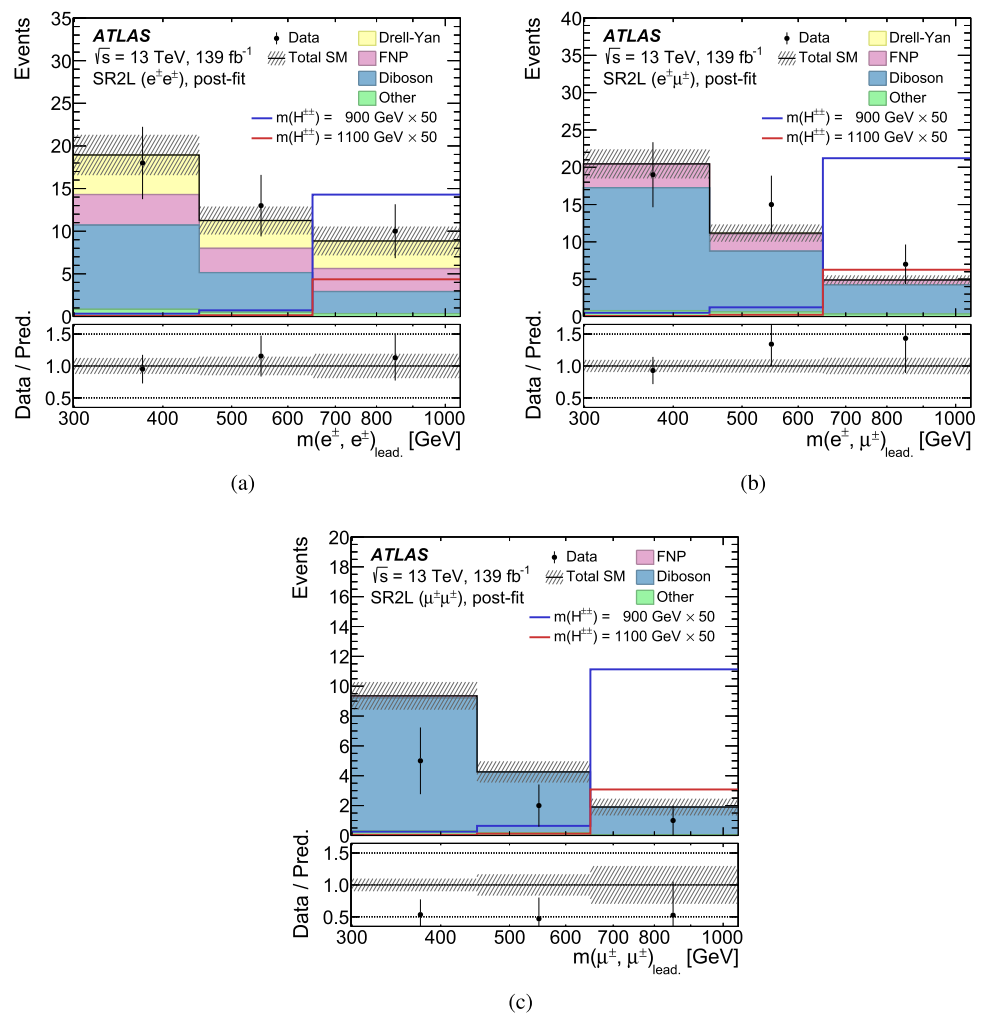 Events
35
30
25
20
15
10
5
0
ATLAS
√s = 13 TeV, 139 fb⁻¹
SR2L (e±e±), post-fit
Data
Total SM
Drell-Yan
FNP
Diboson
Other
m(H±±) = 900 GeV × 50
m(H±±) = 1100 GeV × 50
Data / Pred.
1.5
1.0
0.5
300 400 500 600 700 800 1000
m(e±, e±)lead. [GeV]
(a)
Events
40
35
30
25
20
15
10
5
0
ATLAS
√s = 13 TeV, 139 fb⁻¹
SR2L (e±μ±), post-fit
Data
Total SM
Drell-Yan
FNP
Diboson
Other
m(H±±) = 900 GeV × 50
m(H±±) = 1100 GeV × 50
Data / Pred.
1.5
1.0
0.5
300 400 500 600 700 800 1000
m(e±, μ±)lead. [GeV]
(b)
Events
20
18
16
14
12
10
8
6
4
2
0
ATLAS
√s = 13 TeV, 139 fb⁻¹
SR2L (μ±μ±), post-fit
Data
Total SM
FNP
Diboson
Other
m(H±±) = 900 GeV × 50
m(H±±) = 1100 GeV × 50
Data / Pred.
1.5
1.0
0.5
300 400 500 600 700 800 1000
m(μ±, μ±)lead. [GeV]
(c)